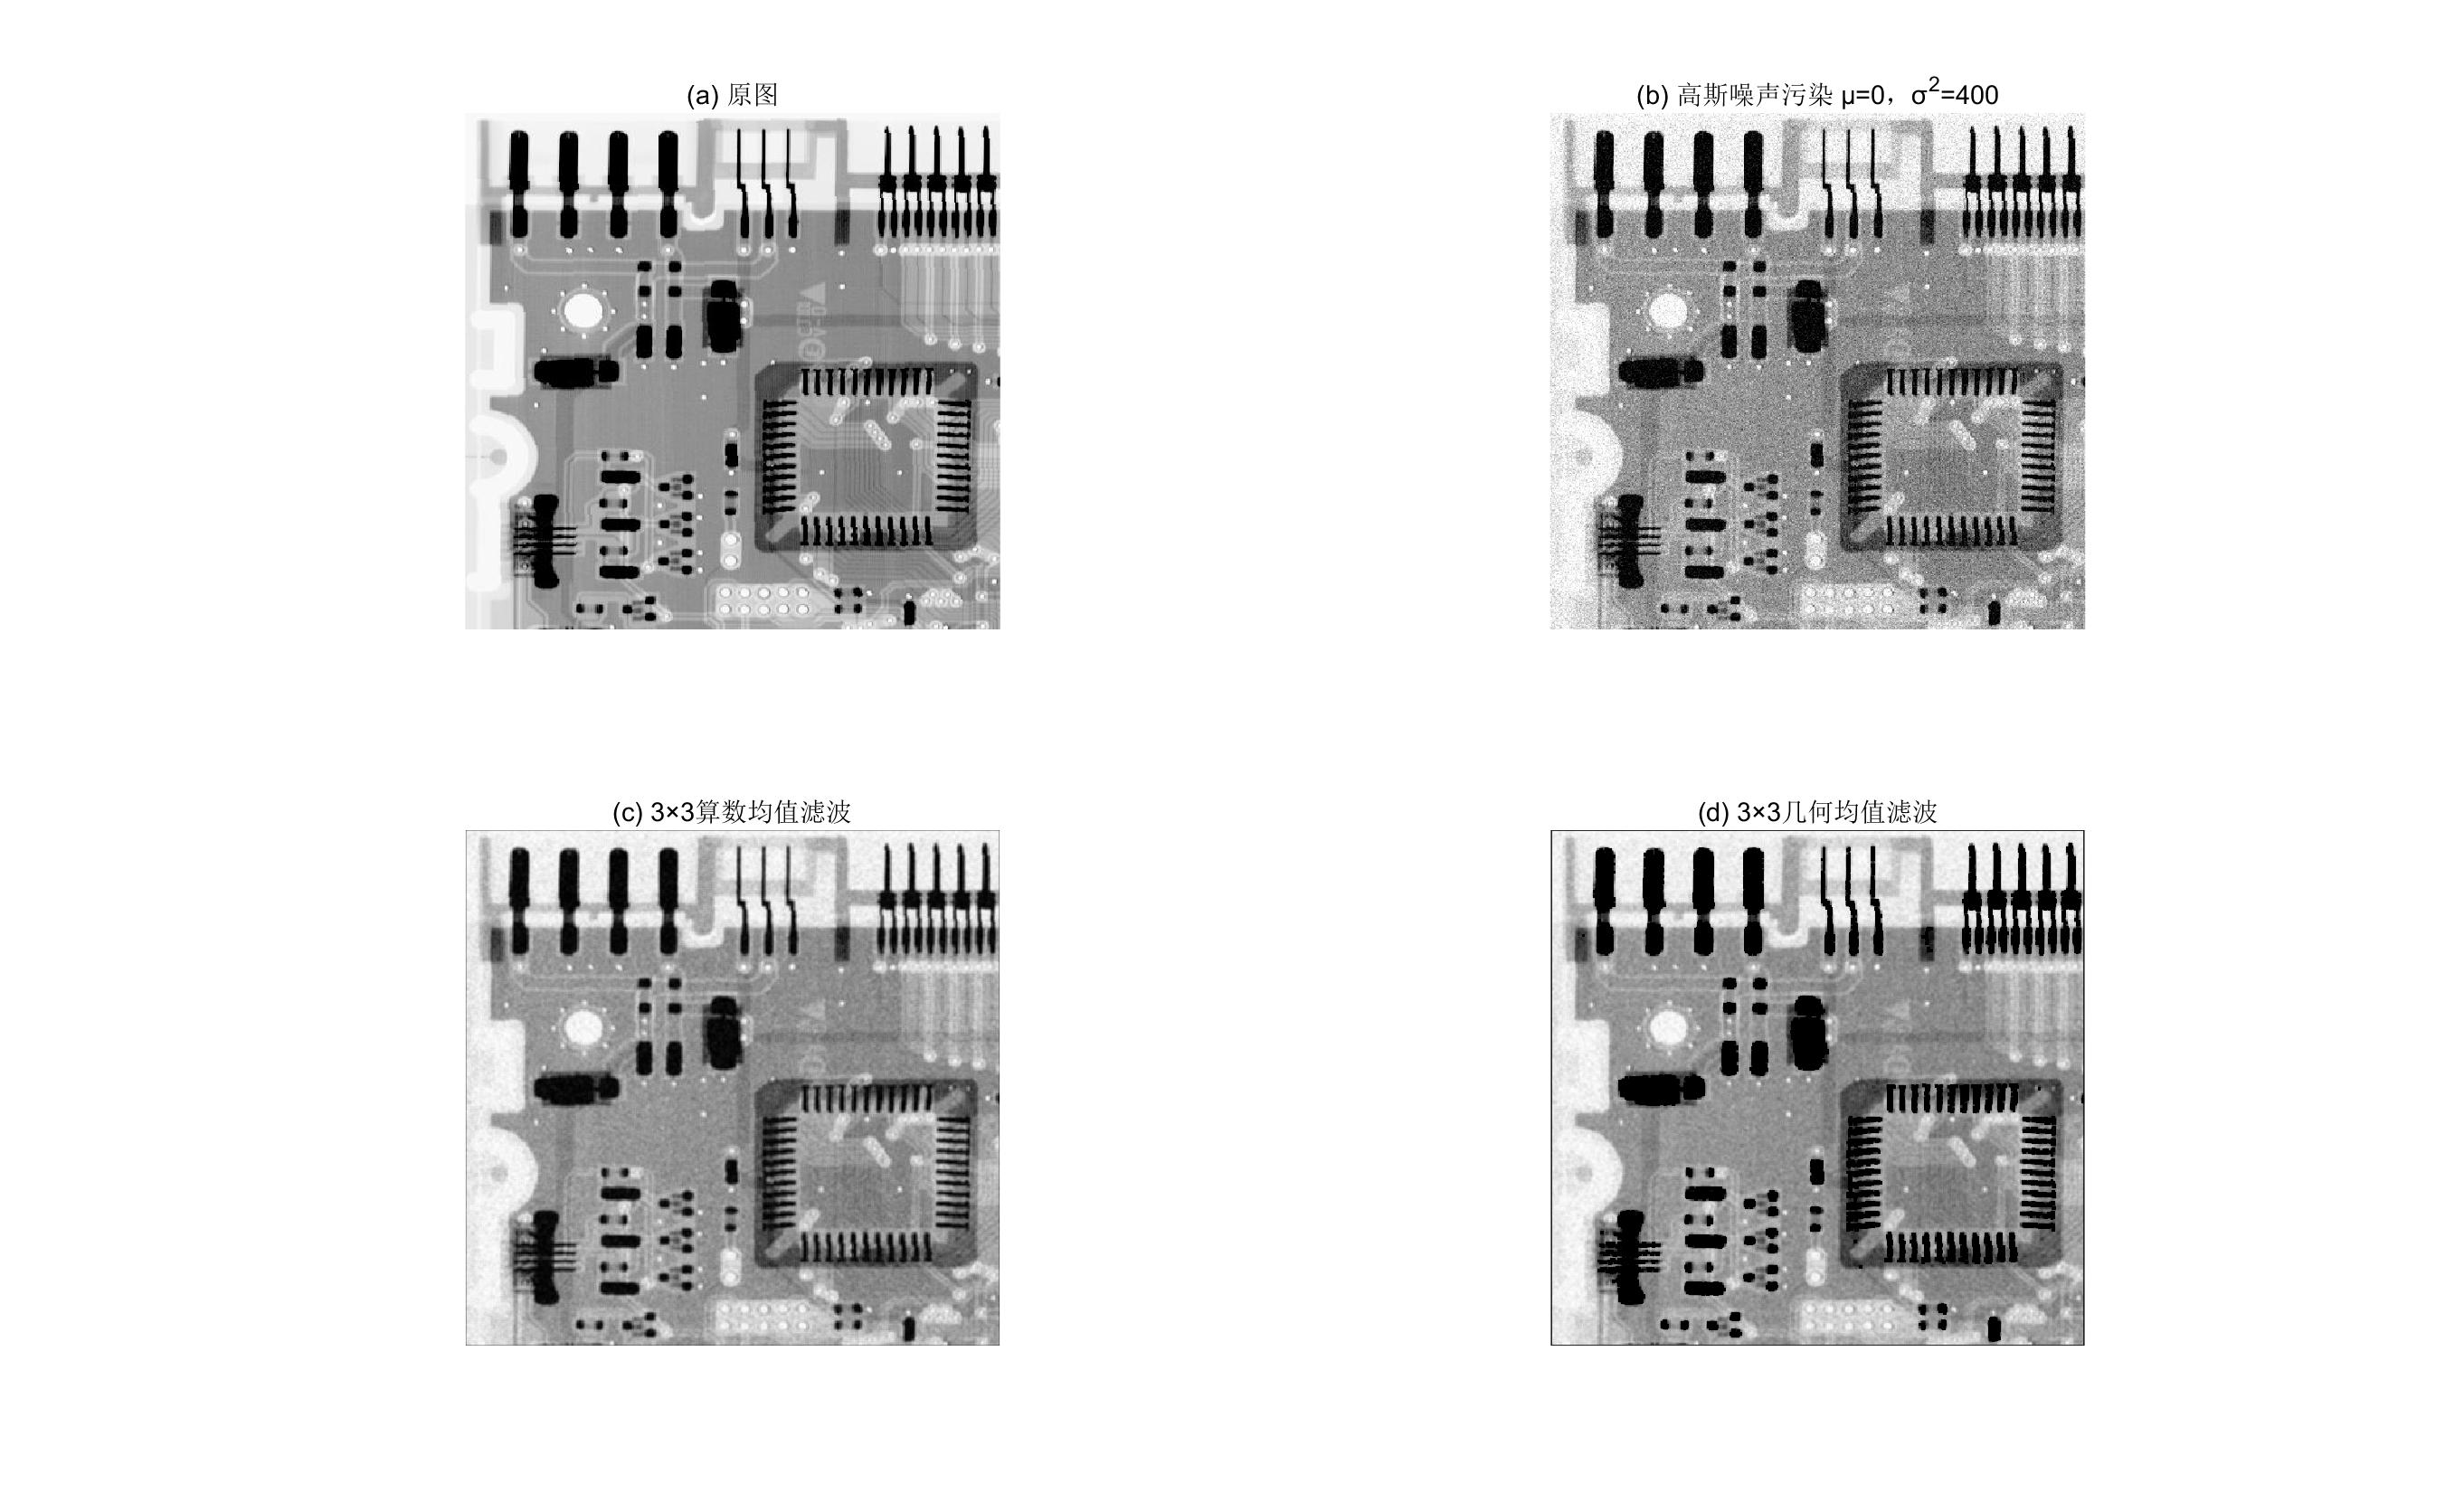 (a) 原图
(b) 高斯噪声污染 μ=0，σ²=400
(c) 3×3算数均值滤波
(d) 3×3几何均值滤波